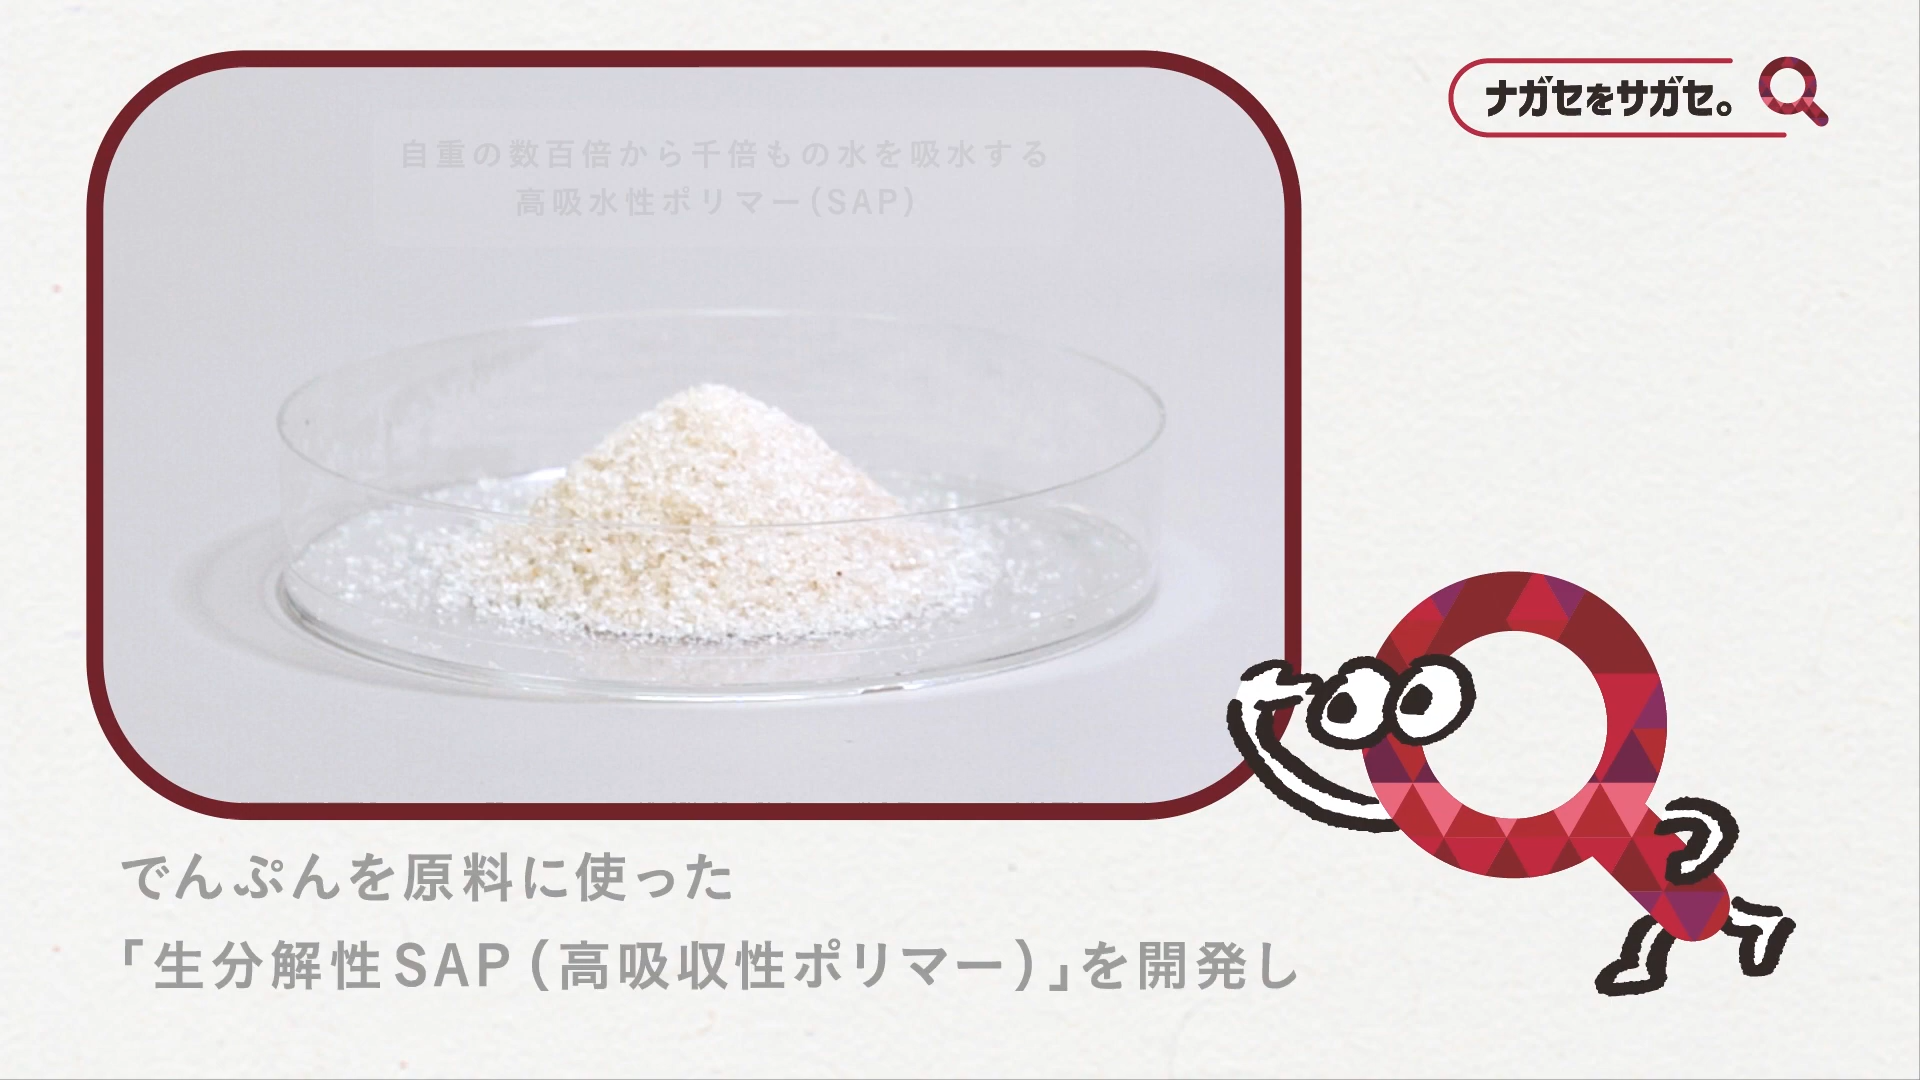 ナガセをサガセ。
自重の数百倍から千倍もの水を吸水する
高吸水性ポリマー(SAP)
でんぷんを原料に使った
「生分解性SAP(高吸収性ポリマー)」を開発し